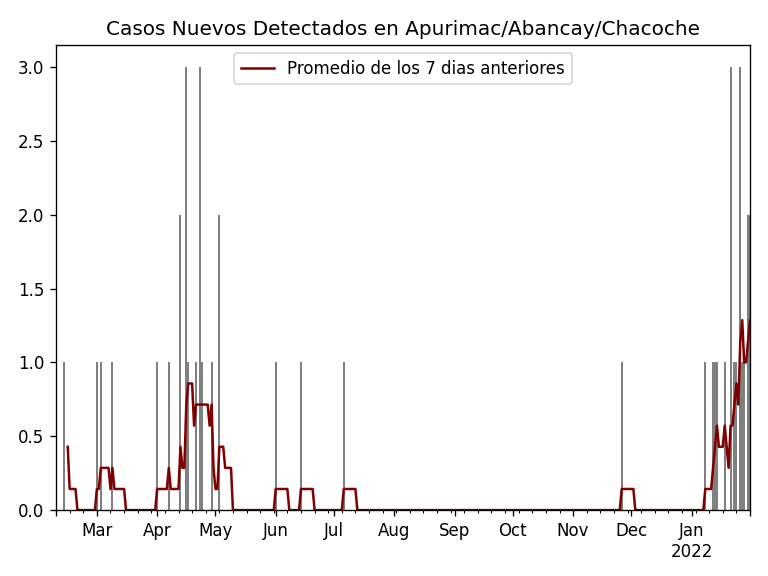 Casos Nuevos Detectados en Apurimac/Abancay/Chacoche
Promedio de los 7 dias anteriores
3.0
2.5
2.0
1.5
1.0
0.5
0.0
Mar Apr May Jun Jul Aug Sep Oct Nov Dec Jan
2022